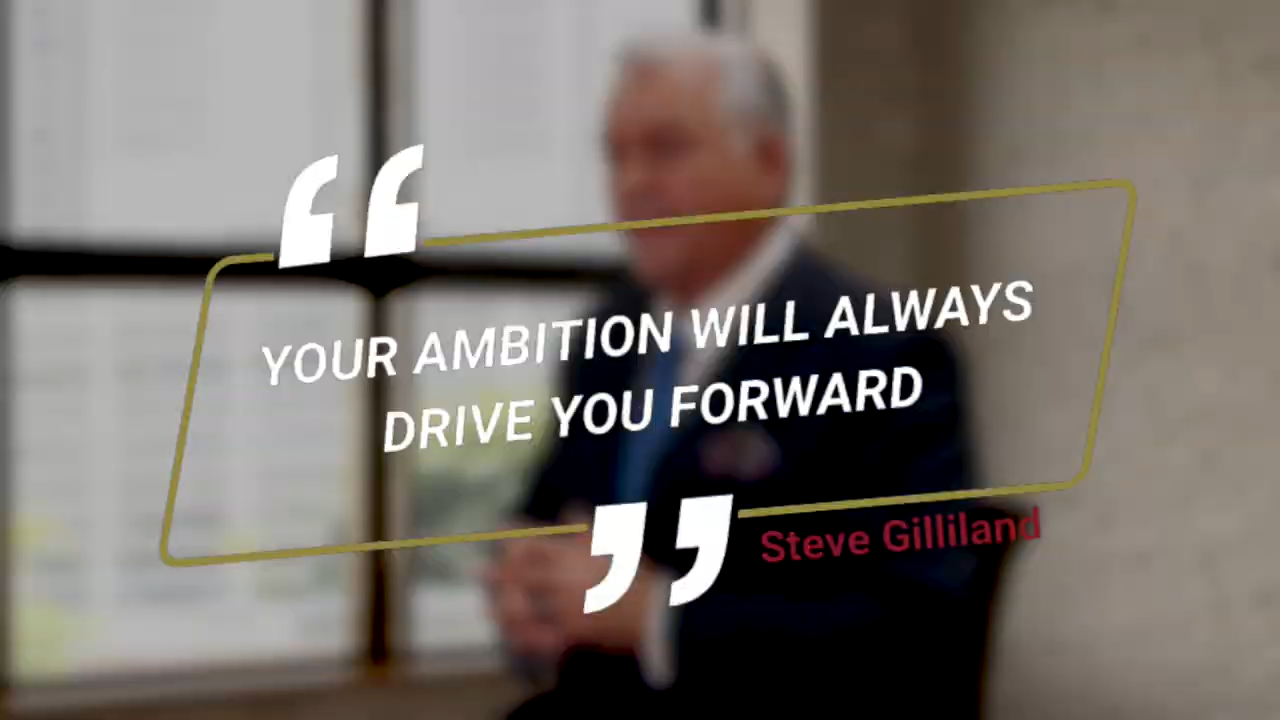 “
YOUR AMBITION WILL ALWAYS
DRIVE YOU FORWARD
”
Steve Gilliland